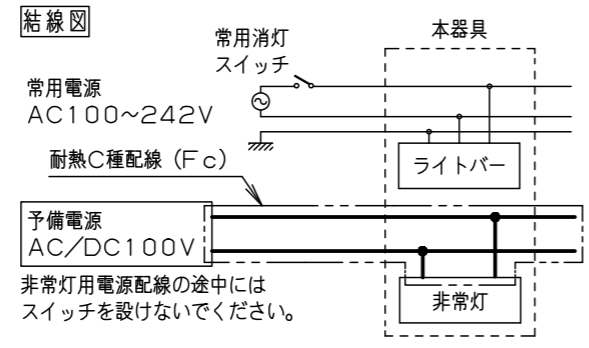 結線図
本器具
常用消灯
スイッチ
常用電源
AC100~242V
耐熱C種配線（Fc）
ライトバー
予備電源
AC／DC100V
非常灯用電源配線の途中には
スイッチを設けないでください。
非常灯